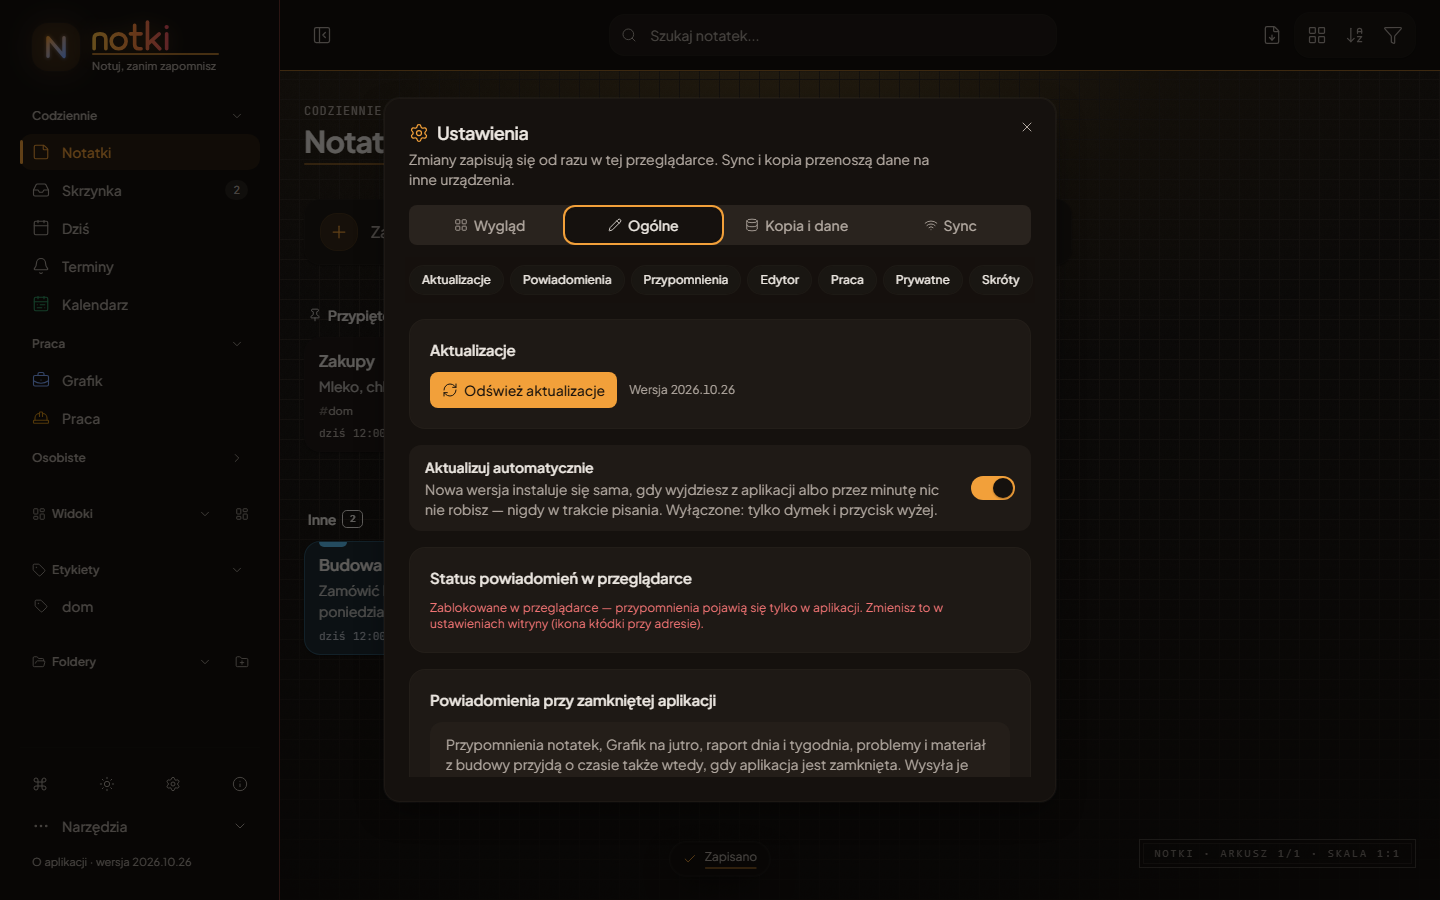 N
notki
Notuj, zanim zapomnisz
Codziennie
Notatki
Skrzynka 2
Dziś
Terminy
Kalendarz
Praca
Grafik
Praca
Osobiste
Widoki
Etykiety
dom
Foldery
Narzędzia
O aplikacji · wersja 2026.10.26
Szukaj notatek...
CODZIENNIE
Notat
Za
Przypięt
Zakupy
Mleko, chl
#dom
dziś 12:00
Inne 2
Budowa
Zamówić
poniedzia
dziś 12:00
Ustawienia
Zmiany zapisują się od razu w tej przeglądarce. Sync i kopia przenoszą dane na
inne urządzenia.
Wygląd Ogólne Kopia i dane Sync
Aktualizacje Powiadomienia Przypomnienia Edytor Praca Prywatne Skróty
Aktualizacje
Odśwież aktualizacje Wersja 2026.10.26
Aktualizuj automatycznie
Nowa wersja instaluje się sama, gdy wyjdziesz z aplikacji albo przez minutę nic
nie robisz — nigdy w trakcie pisania. Wyłączone: tylko dymek i przycisk wyżej.
Status powiadomień w przeglądarce
Zablokowane w przeglądarce — przypomnienia pojawią się tylko w aplikacji. Zmienisz to w
ustawieniach witryny (ikona kłódki przy adresie).
Powiadomienia przy zamkniętej aplikacji
Przypomnienia notatek, Grafik na jutro, raport dnia i tygodnia, problemy i materiał
z budowy przyjdą o czasie także wtedy, gdy aplikacja jest zamknięta. Wysyła je
Zapisano
NOTKI · ARKUSZ 1/1 · SKALA 1:1